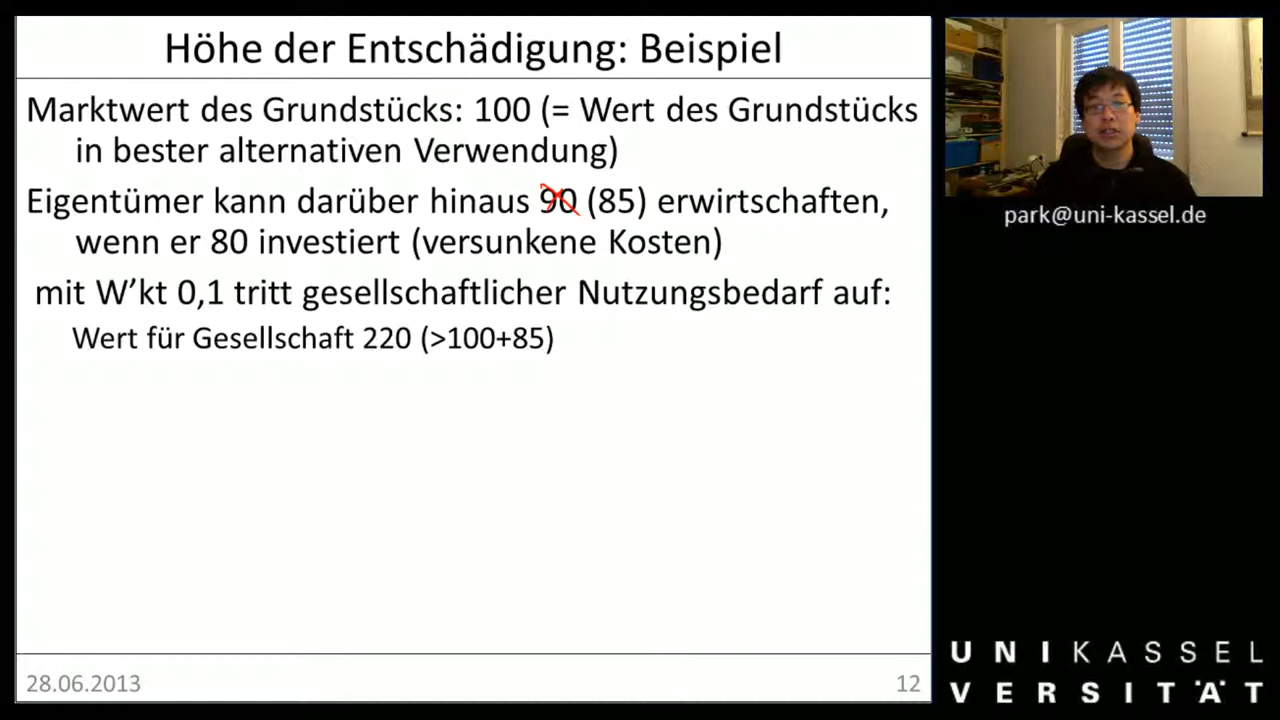 Höhe der Entschädigung: Beispiel
Marktwert des Grundstücks: 100 (= Wert des Grundstücks
in bester alternativen Verwendung)
Eigentümer kann darüber hinaus 90 (85) erwirtschaften,
wenn er 80 investiert (versunkene Kosten)
mit W’kt 0,1 tritt gesellschaftlicher Nutzungsbedarf auf:
Wert für Gesellschaft 220 (>100+85)
28.06.2013
12
park@uni-kassel.de
UNIKASSEL
VERSITÄT